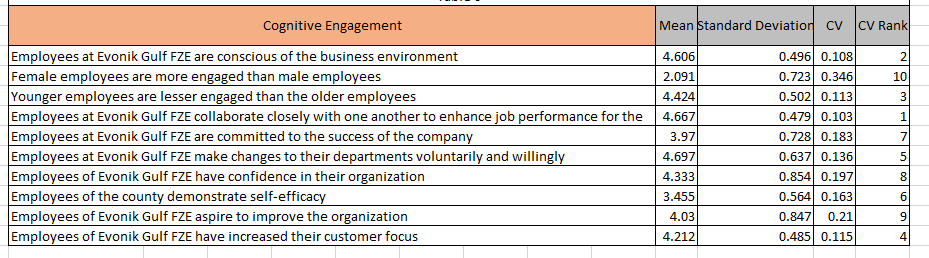 Cognitive Engagement Mean Standard Deviation CV CV Rank
Employees at Evonik Gulf FZE are conscious of the business environment 4.606 0.496 0.108 2
Female employees are more engaged than male employees 2.091 0.723 0.346 10
Younger employees are lesser engaged than the older employees 4.424 0.502 0.113 3
Employees at Evonik Gulf FZE collaborate closely with one another to enhance job performance for the 4.667 0.479 0.103 1
Employees at Evonik Gulf FZE are committed to the success of the company 3.97 0.728 0.183 7
Employees at Evonik Gulf FZE make changes to their departments voluntarily and willingly 4.697 0.637 0.136 5
Employees of Evonik Gulf FZE have confidence in their organization 4.333 0.854 0.197 8
Employees of the county demonstrate self-efficacy 3.455 0.564 0.163 6
Employees of Evonik Gulf FZE aspire to improve the organization 4.03 0.847 0.21 9
Employees of Evonik Gulf FZE have increased their customer focus 4.212 0.485 0.115 4